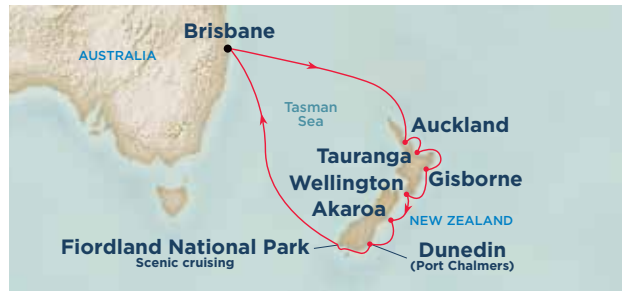 Brisbane
AUSTRALIA
Tasman
Sea
Auckland
Tauranga
Gisborne
Wellington
Akaroa
NEW ZEALAND
Fiordland National Park
Scenic cruising
Dunedin
(Port Chalmers)